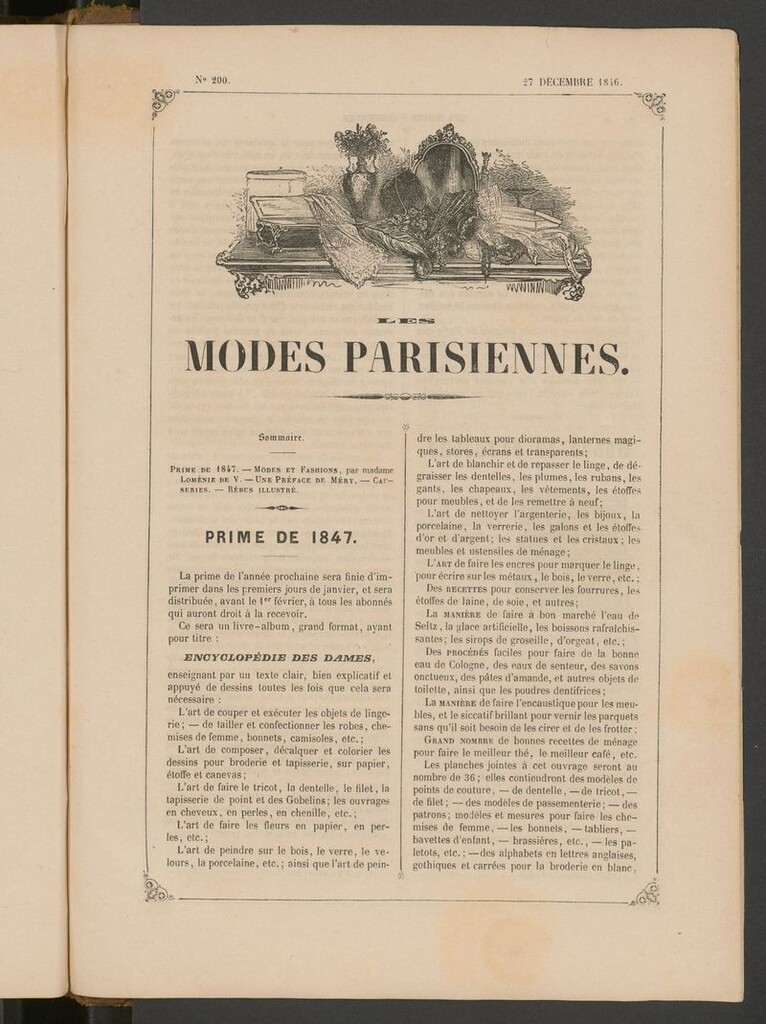 N° 200.
27 DÉCEMBRE 1846.
LES
MODES PARISIENNES.
Sommaire.
PRIME DE 1847. — MODES ET FASHIONS, par madame
LOMÉNIE DE V. — UNE PRÉFACE DE MÉRY. — CAU-
SERIES. — RÉBUS ILLUSTRÉ.
PRIME DE 1847.
La prime de l'année prochaine sera finie d'im-
primer dans les premiers jours de janvier, et sera
distribuée, avant le 1er février, à tous les abonnés
qui auront droit à la recevoir.
Ce sera un livre-album, grand format, ayant
pour titre :
ENCYCLOPÉDIE DES DAMES,
enseignant par un texte clair, bien explicatif et
appuyé de dessins toutes les fois que cela sera
nécessaire :
L'art de couper et exécuter les objets de linge-
rie ; — de tailler et confectionner les robes, che-
mises de femme, bonnets, camisoles, etc. ;
L'art de composer, décalquer et colorier les
dessins pour broderie et tapisserie, sur papier,
étoffe et canevas ;
L'art de faire le tricot, la dentelle, le filet, la
tapisserie de point et des Gobelins; les ouvrages
en cheveux, en perles, en chenille, etc. ;
L'art de faire les fleurs en papier, en per-
les, etc. ;
L'art de peindre sur le bois, le verre, le ve-
lours, la porcelaine, etc. ; ainsi que l'art de pein-
dre les tableaux pour dioramas, lanternes magi-
ques, stores, écrans et transparents;
L'art de blanchir et de repasser le linge, de dé-
graisser les dentelles, les plumes, les rubans, les
gants, les chapeaux, les vêtements, les étoffes
pour meubles, et de les remettre à neuf;
L'art de nettoyer l'argenterie, les bijoux, la
porcelaine, la verrerie, les galons et les étoffes
d'or et d'argent; les statues et les cristaux ; les
meubles et ustensiles de ménage;
L'ART de faire les encres pour marquer le linge,
pour écrire sur les métaux, le bois, le verre, etc. ;
Des RECETTES pour conserver les fourrures, les
étoffes de laine, de soie, et autres;
La MANIÈRE de faire a bon marché l'eau de
Seltz, la glace artificielle, les boissons rafraîchis-
santes; les sirops de groseille, d'orgeat, etc. ;
Des PROCÉDÉS faciles pour faire de la bonne
eau de Cologne, des eaux de senteur, des savons
onctueux, des pâtes d'amande, et autres objets de
toilette, ainsi que les poudres dentifrices ;
La MANIÈRE de faire l'encaustique pour les meu-
bles, et le siccatif brillant pour vernir les parquets
sans qu'il soit besoin de les cirer et de les frotter ;
GRAND NOMBRE de bonnes recettes de ménage
pour faire le meilleur thé, le meilleur café, etc.
Les planches jointes à cet ouvrage seront au
nombre de 36 ; elles contiendront des modèles de
points de couture, — de dentelle, — de tricot, —
de filet ; — des modèles de passementerie; — des
patrons; modèles et mesures pour faire les che-
mises de femme, — les bonnets, — tabliers, —
bavettes d'enfant, — brassières, etc., — les pa-
letots, etc. ; — des alphabets en lettres anglaises,
gothiques et carrées pour la broderie en blanc,